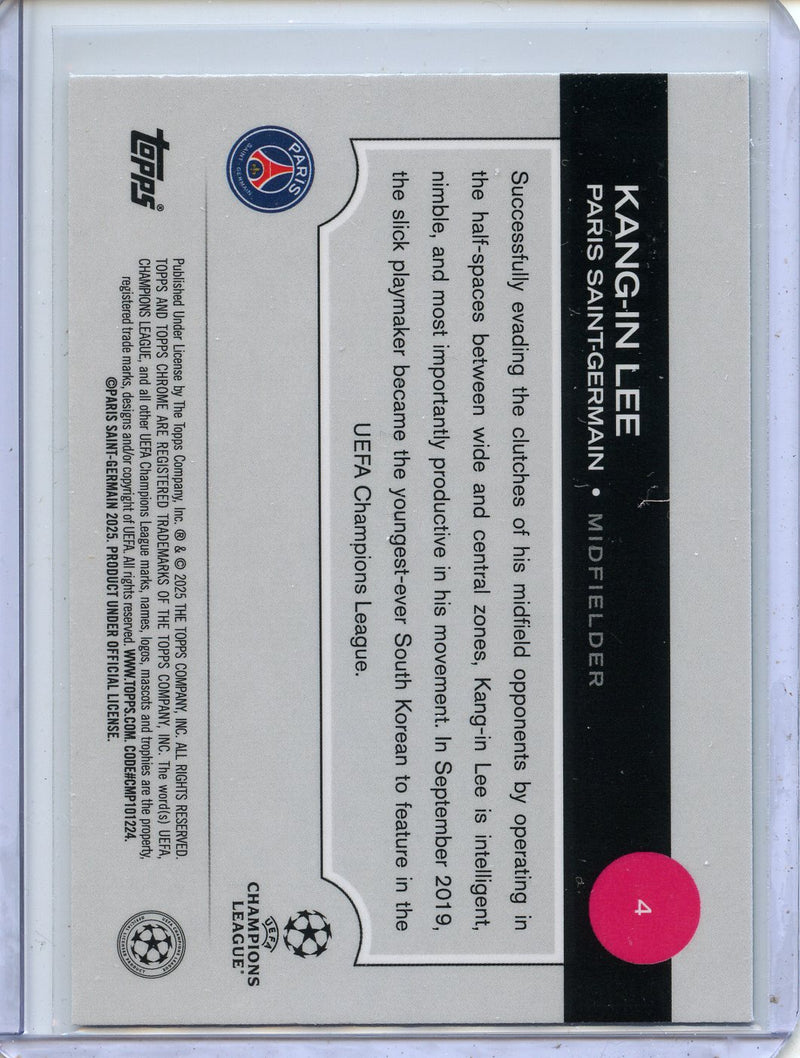 KANG-IN LEE
PARIS SAINT-GERMAIN • MIDFIELDER
4
Successfully evading the clutches of his midfield opponents by operating in
the half-spaces between wide and central zones, Kang-in Lee is intelligent,
nimble, and most importantly productive in his movement. In September 2019,
the slick playmaker became the youngest-ever South Korean to feature in the
UEFA Champions League.
PARIS
SAINT-GERMAIN
UEFA
CHAMPIONS
LEAGUE®
topps®
Published Under License by The Topps Company, Inc. ® & © 2025 THE TOPPS COMPANY, INC. ALL RIGHTS RESERVED.
TOPPS AND TOPPS CHROME ARE REGISTERED TRADEMARKS OF THE TOPPS COMPANY, INC. The word(s) UEFA,
CHAMPIONS LEAGUE, and all other UEFA Champions League marks, names, logos, mascots and trophies are the property,
registered trade marks, designs and/or copyright of UEFA. All rights reserved. WWW.TOPPS.COM. CODE#CMP101224.
©PARIS SAINT-GERMAIN 2025. PRODUCT UNDER OFFICIAL LICENSE.
UEFA CHAMPIONS LEAGUE